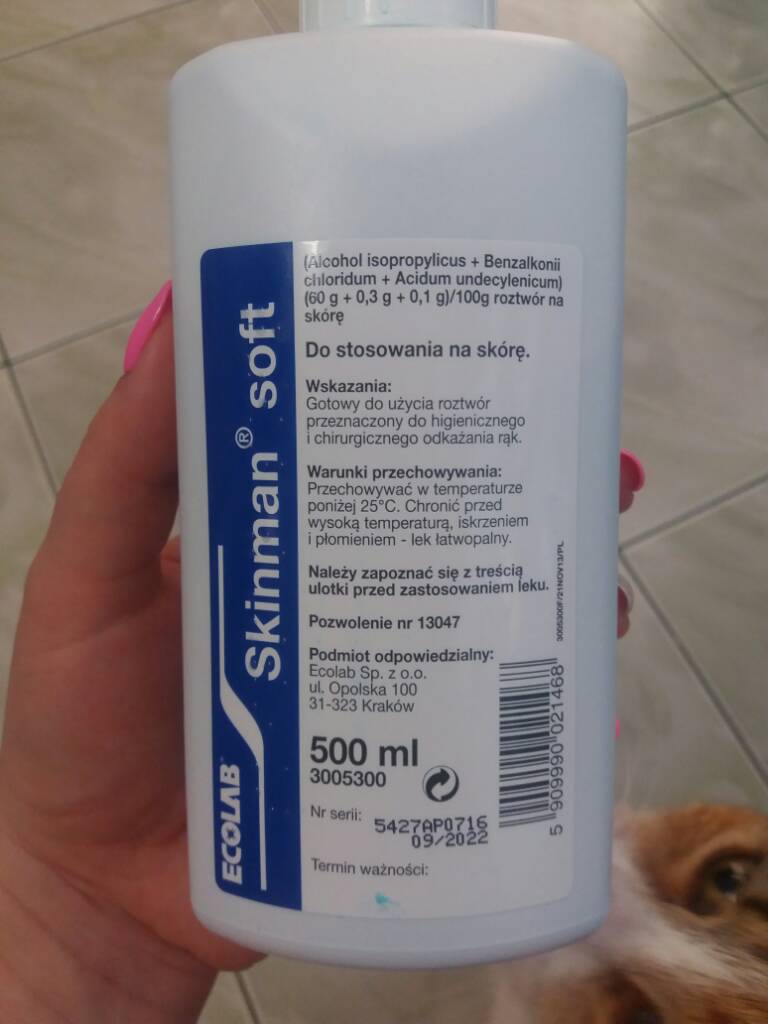 ECOLAB
Skinman® soft
(Alcohol isopropylicus + Benzalkonii
chloridum + Acidum undecylenicum)
(60 g + 0,3 g + 0,1 g)/100g roztwór na
skórę
Do stosowania na skórę.
Wskazania:
Gotowy do użycia roztwór
przeznaczony do higienicznego
i chirurgicznego odkażania rąk.
Warunki przechowywania:
Przechowywać w temperaturze
poniżej 25°C. Chronić przed
wysoką temperaturą, iskrzeniem
i płomieniem - lek łatwopalny.
Należy zapoznać się z treścią
ulotki przed zastosowaniem leku.
Pozwolenie nr 13047
Podmiot odpowiedzialny:
Ecolab Sp. z o.o.
ul. Opolska 100
31-323 Kraków
500 ml
3005300
Nr serii: 5427AP0716
09/2022
Termin ważności:
3005300F/21NOV13/PL
5 909990 021468